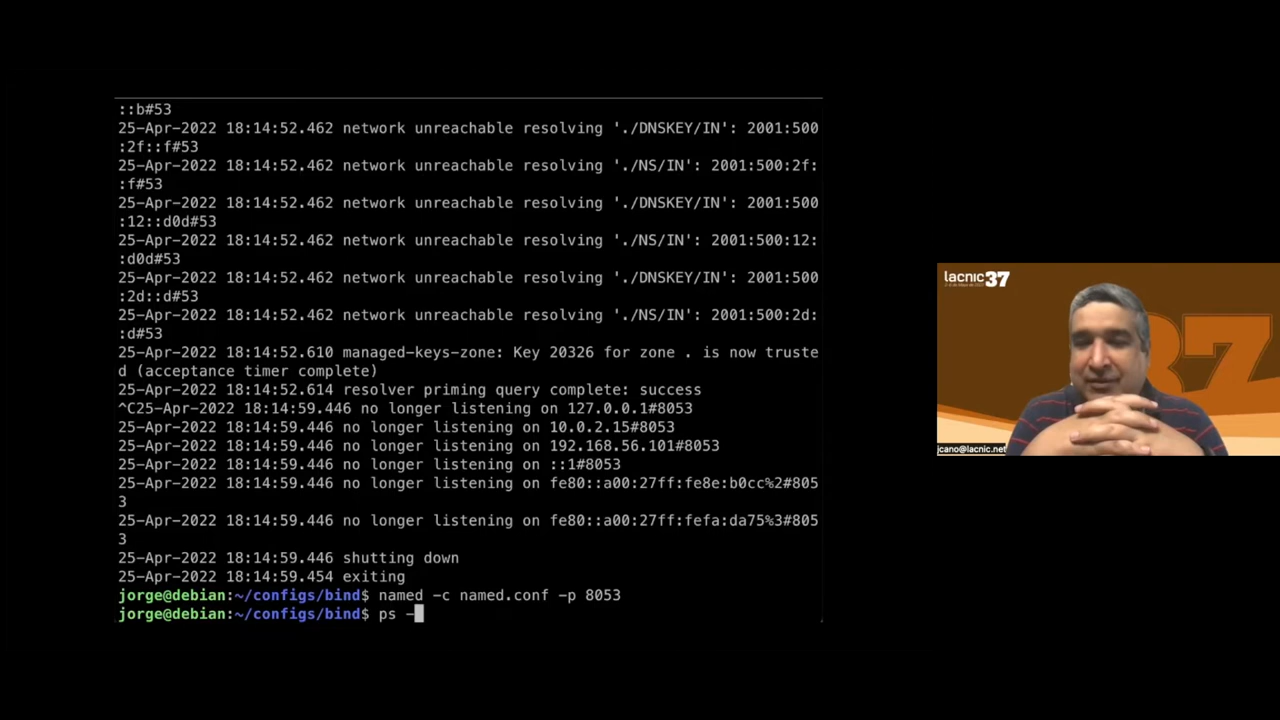 ::b#53
25-Apr-2022 18:14:52.462 network unreachable resolving './DNSKEY/IN': 2001:500
:2f::f#53
25-Apr-2022 18:14:52.462 network unreachable resolving './NS/IN': 2001:500:2f:
:f#53
25-Apr-2022 18:14:52.462 network unreachable resolving './DNSKEY/IN': 2001:500
:12::d0d#53
25-Apr-2022 18:14:52.462 network unreachable resolving './NS/IN': 2001:500:12:
:d0d#53
25-Apr-2022 18:14:52.462 network unreachable resolving './DNSKEY/IN': 2001:500
:2d::d#53
25-Apr-2022 18:14:52.462 network unreachable resolving './NS/IN': 2001:500:2d:
:d#53
25-Apr-2022 18:14:52.610 managed-keys-zone: Key 20326 for zone . is now truste
d (acceptance timer complete)
25-Apr-2022 18:14:52.614 resolver priming query complete: success
^C25-Apr-2022 18:14:59.446 no longer listening on 127.0.0.1#8053
25-Apr-2022 18:14:59.446 no longer listening on 10.0.2.15#8053
25-Apr-2022 18:14:59.446 no longer listening on 192.168.56.101#8053
25-Apr-2022 18:14:59.446 no longer listening on ::1#8053
25-Apr-2022 18:14:59.446 no longer listening on fe80::a00:27ff:fe8e:b0cc%2#805
3
25-Apr-2022 18:14:59.446 no longer listening on fe80::a00:27ff:fefa:da75%3#805
3
25-Apr-2022 18:14:59.446 shutting down
25-Apr-2022 18:14:59.454 exiting
jorge@debian:~/configs/bind$ named -c named.conf -p 8053
jorge@debian:~/configs/bind$ ps -
lacnic 37
37
jcano@lacnic.net